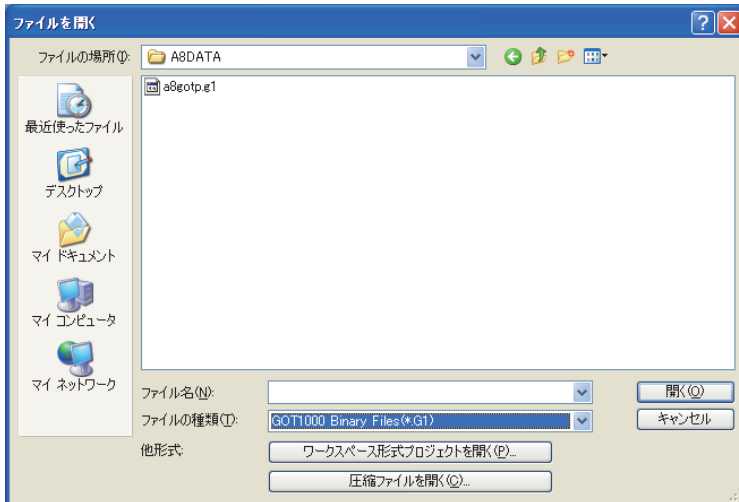 ファイルを開く
ファイルの場所(I):
A8DATA
a8gotp.g1
最近使ったファイル
デスクトップ
マイ ドキュメント
マイ コンピュータ
マイ ネットワーク
ファイル名(N):
開く(O)
ファイルの種類(T):
GOT1000 Binary Files(*.G1)
キャンセル
他形式:
ワークスペース形式プロジェクトを開く(P)...
圧縮ファイルを開く(C)...